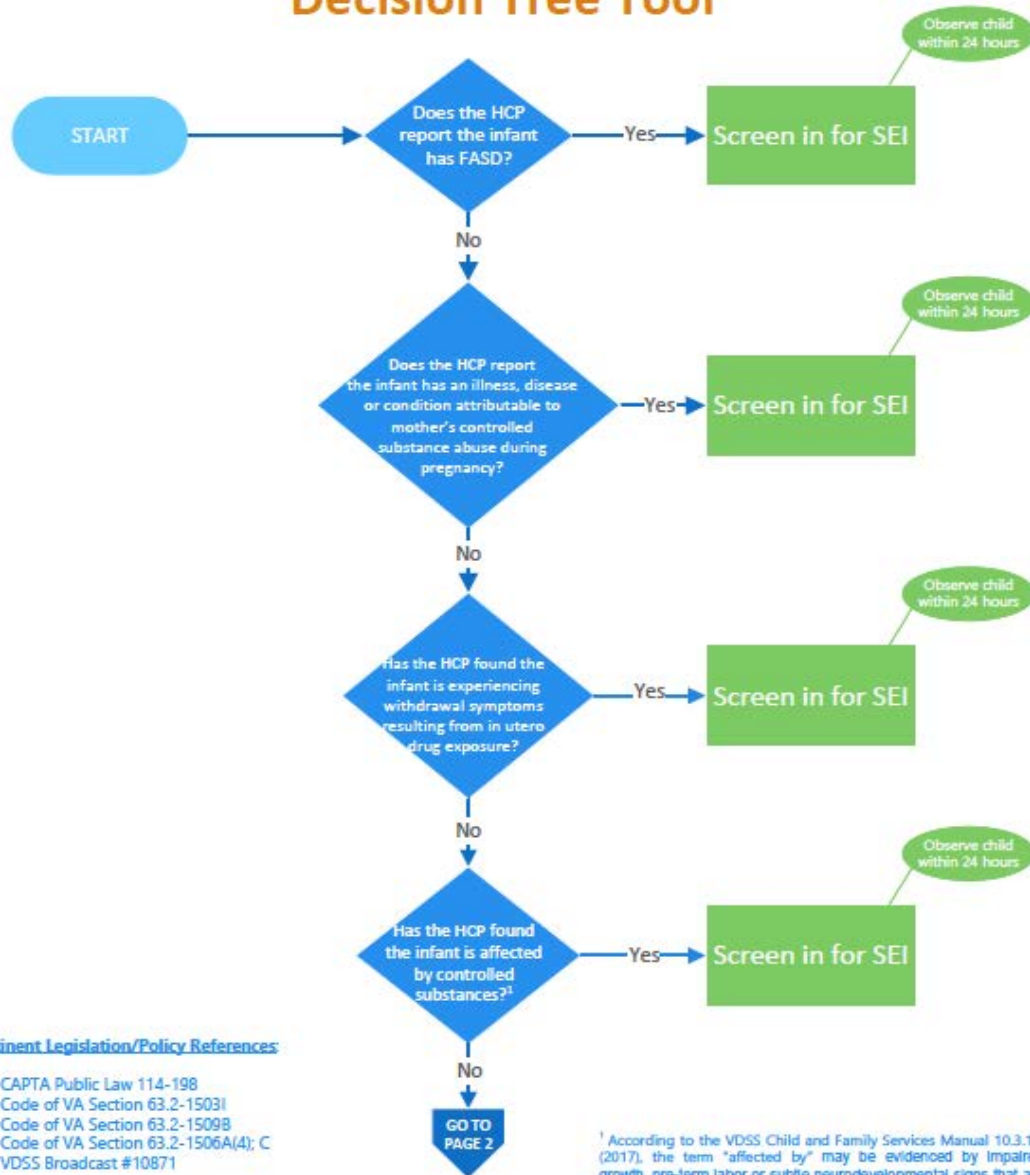 Decision Tree Tool
Observe child
within 24 hours
START
Does the HCP
report the infant
has FASD?
Yes
Screen in for SEI
No
Observe child
within 24 hours
Does the HCP report
the infant has an illness, disease
or condition attributable to
mother's controlled
substance abuse during
pregnancy?
Yes
Screen in for SEI
No
Observe child
within 24 hours
Has the HCP found the
infant is experiencing
withdrawal symptoms
resulting from in utero
drug exposure?
Yes
Screen in for SEI
No
Observe child
within 24 hours
Has the HCP found
the infant is affected
by controlled
substances?¹
Yes
Screen in for SEI
No
GO TO
PAGE 2
inent Legislation/Policy References:
CAPTA Public Law 114-198
Code of VA Section 63.2-1503I
Code of VA Section 63.2-1509B
Code of VA Section 63.2-1506A(4); C
VDSS Broadcast #10871
¹ According to the VDSS Child and Family Services Manual 10.3.1
(2017), the term "affected by" may be evidenced by impair
growth, pre-term labor or subtle neurodevelopment signs that